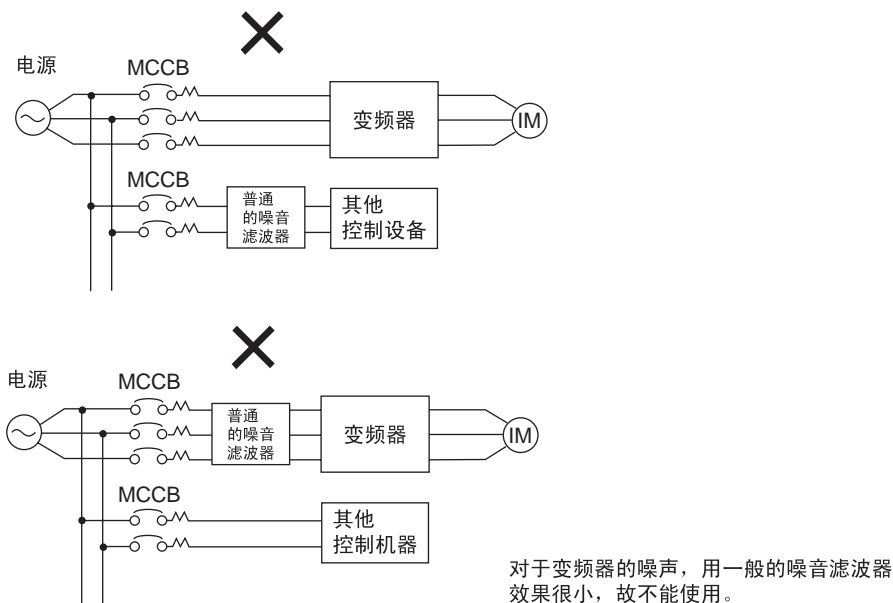 电源
MCCB
变频器
IM
MCCB
普通
的噪音
滤波器
其他
控制设备
电源
MCCB
普通
的噪音
滤波器
变频器
IM
MCCB
其他
控制机器
对于变频器的噪声，用一般的噪音滤波器
效果很小，故不能使用。